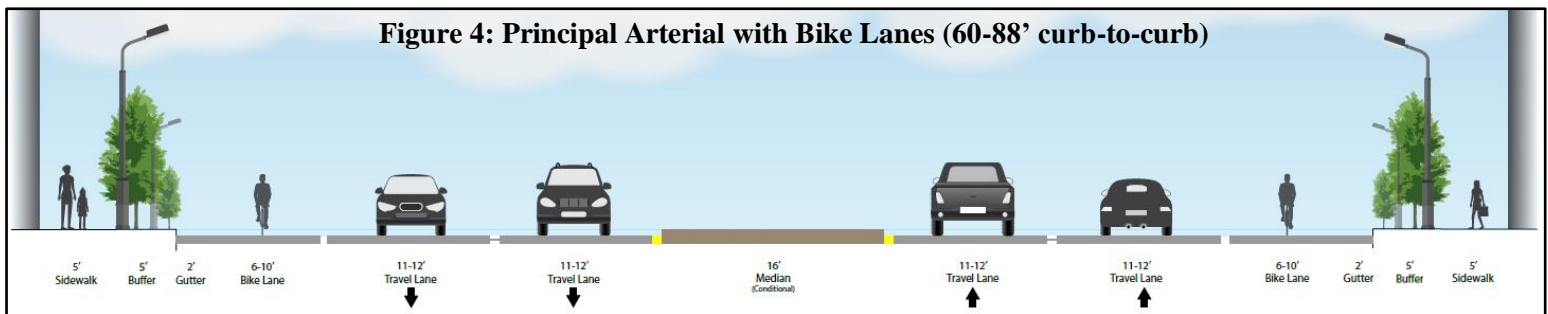 Figure 4: Principal Arterial with Bike Lanes (60-88’ curb-to-curb)
5’
Sidewalk
5’
Buffer
2’
Gutter
6-10’
Bike Lane
11-12’
Travel Lane
11-12’
Travel Lane
16’
Median
(Conditional)
11-12’
Travel Lane
11-12’
Travel Lane
6-10’
Bike Lane
2’
Gutter
5’
Buffer
5’
Sidewalk